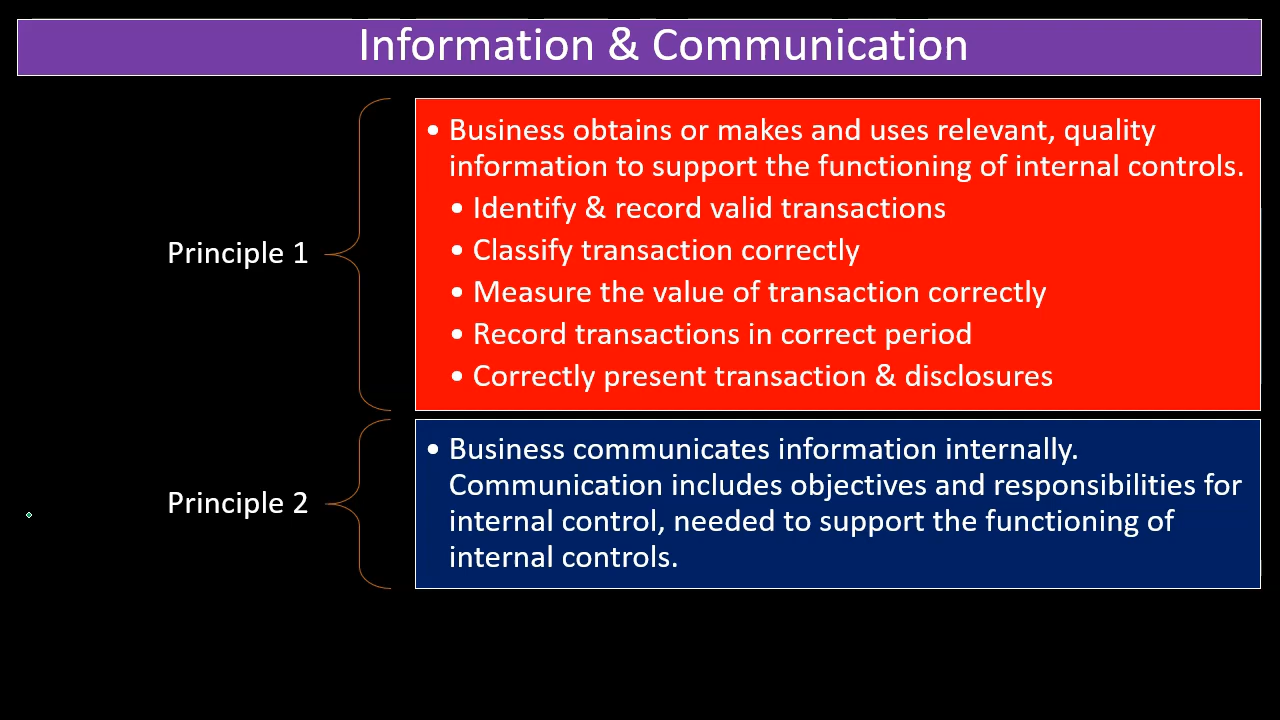 Information & Communication
Principle 1
• Business obtains or makes and uses relevant, quality
information to support the functioning of internal controls.
• Identify & record valid transactions
• Classify transaction correctly
• Measure the value of transaction correctly
• Record transactions in correct period
• Correctly present transaction & disclosures
Principle 2
• Business communicates information internally.
Communication includes objectives and responsibilities for
internal control, needed to support the functioning of
internal controls.